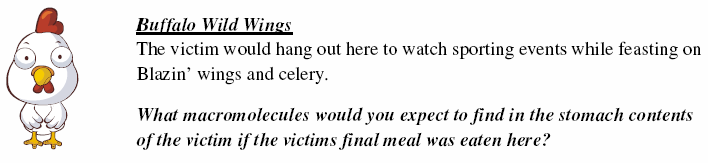 Buffalo Wild Wings
The victim would hang out here to watch sporting events while feasting on
Blazin’ wings and celery.
What macromolecules would you expect to find in the stomach contents
of the victim if the victims final meal was eaten here?